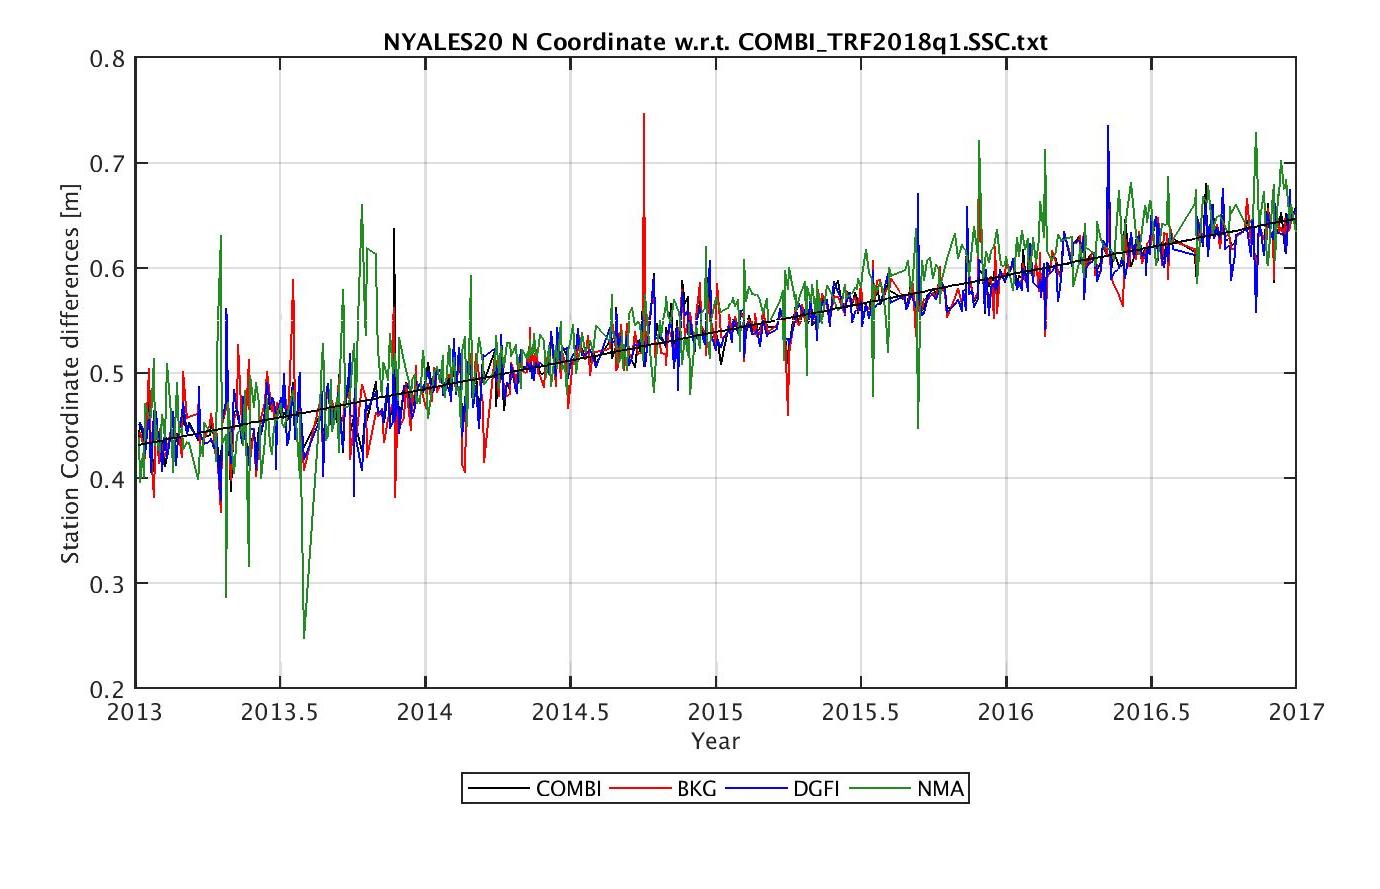 NYALES20 N Coordinate w.r.t. COMBI_TRF2018q1.SSC.txt
Station Coordinate differences [m]
0.8
0.7
0.6
0.5
0.4
0.3
0.2
2013 2013.5 2014 2014.5 2015 2015.5 2016 2016.5 2017
Year
COMBI BKG DGFI NMA